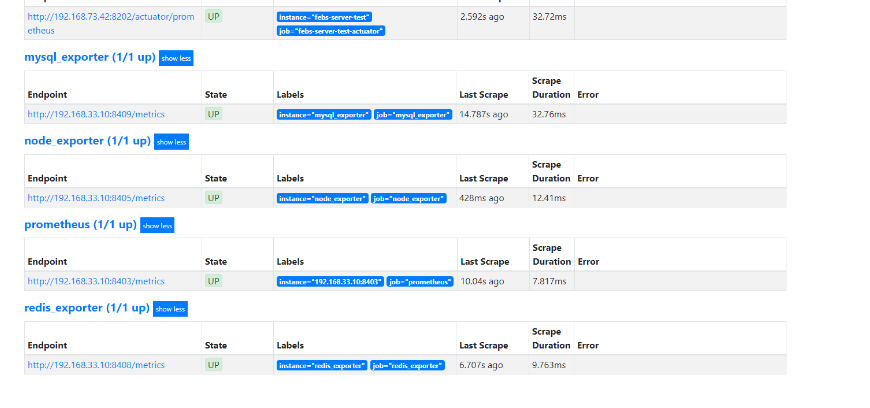 http://192.168.73.42:8202/actuator/prom UP instance="febs-server-test" 2.592s ago 32.72ms
etheus job="febs-server-test-actuator"
mysql_exporter (1/1 up) show less
Scrape
Endpoint State Labels Last Scrape Duration Error
http://192.168.33.10:8409/metrics UP instance="mysql_exporter" job="mysql_exporter" 14.787s ago 32.76ms
node_exporter (1/1 up) show less
Scrape
Endpoint State Labels Last Scrape Duration Error
http://192.168.33.10:8405/metrics UP instance="node_exporter" job="node_exporter" 428ms ago 12.41ms
prometheus (1/1 up) show less
Scrape
Endpoint State Labels Last Scrape Duration Error
http://192.168.33.10:8403/metrics UP instance="192.168.33.10:8403" job="prometheus" 10.04s ago 7.817ms
redis_exporter (1/1 up) show less
Scrape
Endpoint State Labels Last Scrape Duration Error
http://192.168.33.10:8408/metrics UP instance="redis_exporter" job="redis_exporter" 6.707s ago 9.763ms